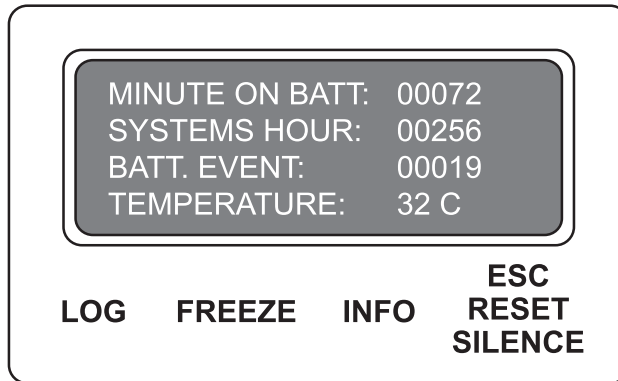 MINUTE ON BATT: 00072
SYSTEMS HOUR: 00256
BATT. EVENT: 00019
TEMPERATURE: 32 C
LOG FREEZE INFO ESC RESET SILENCE